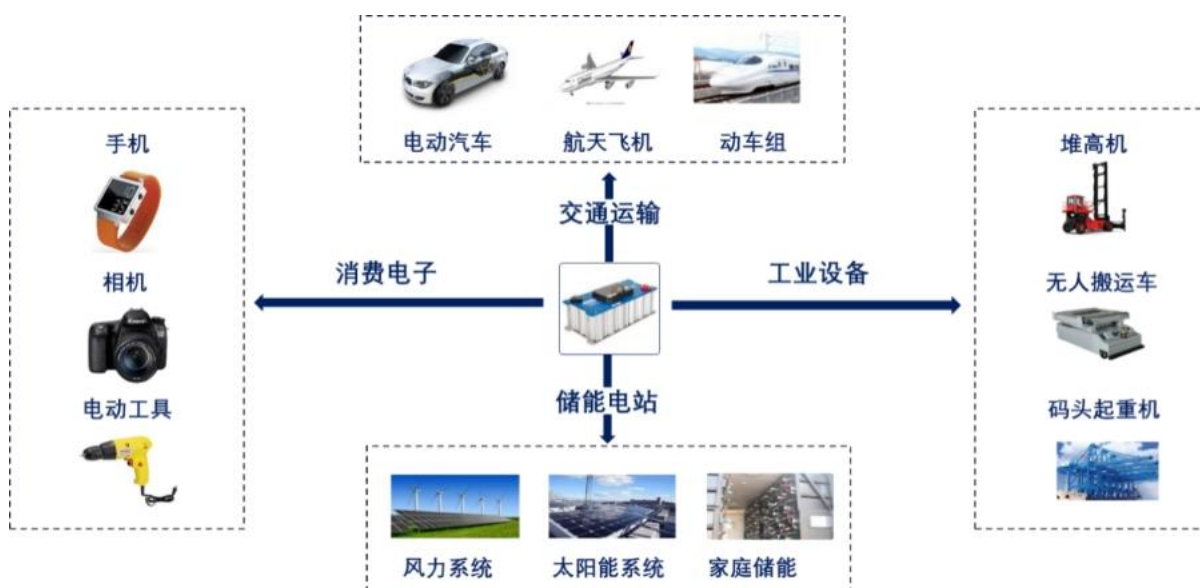 电动汽车
航天飞机
动车组
手机
相机
电动工具
消费电子
交通运输
储能电站
工业设备
堆高机
无人搬运车
码头起重机
风力系统
太阳能系统
家庭储能